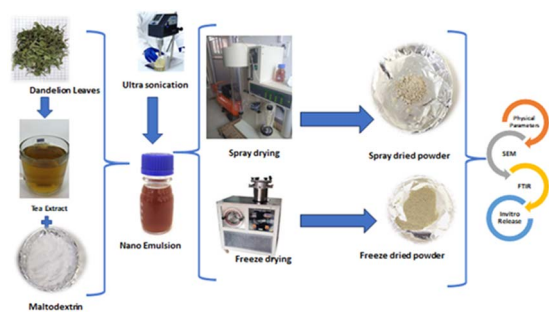 Dandelion Leaves
Tea Extract
Maltodextrin
Ultra sonication
Nano Emulsion
Spray drying
Freeze drying
Spray dried powder
Freeze dried powder
Physical
Parameters
SEM
FTIR
Invitro
Release